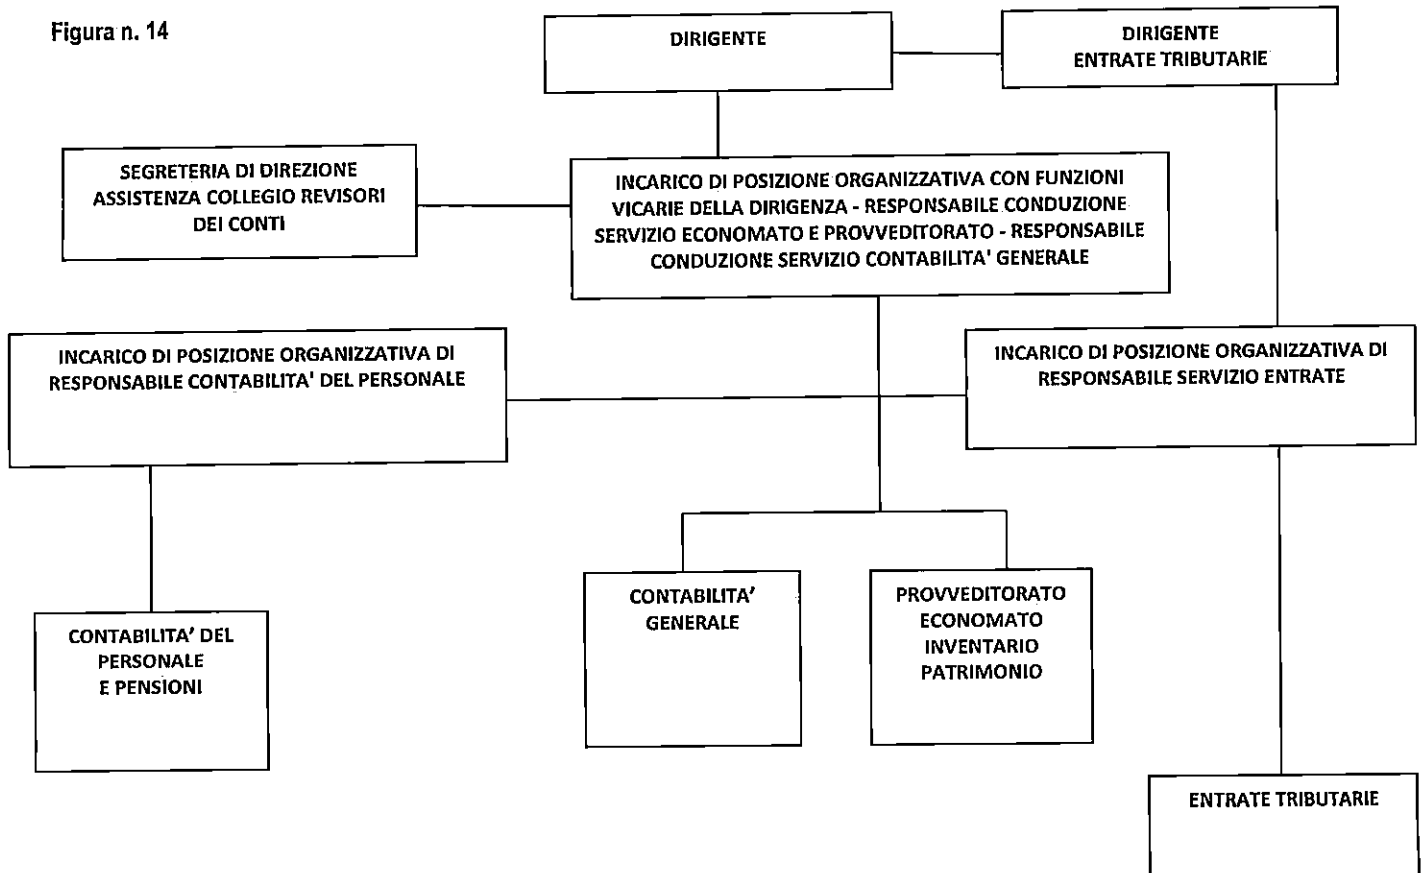 Figura n. 14
DIRIGENTE
DIRIGENTE
ENTRATE TRIBUTARIE
SEGRETERIA DI DIREZIONE
ASSISTENZA COLLEGIO REVISORI
DEI CONTI
INCARICO DI POSIZIONE ORGANIZZATIVA CON FUNZIONI
VICARIE DELLA DIRIGENZA - RESPONSABILE CONDUZIONE
SERVIZIO ECONOMATO E PROVVEDITORATO - RESPONSABILE
CONDUZIONE SERVIZIO CONTABILITA' GENERALE
INCARICO DI POSIZIONE ORGANIZZATIVA DI
RESPONSABILE CONTABILITA' DEL PERSONALE
INCARICO DI POSIZIONE ORGANIZZATIVA DI
RESPONSABILE SERVIZIO ENTRATE
CONTABILITA' DEL
PERSONALE
E PENSIONI
CONTABILITA'
GENERALE
PROVVEDITORATO
ECONOMATO
INVENTARIO
PATRIMONIO
ENTRATE TRIBUTARIE